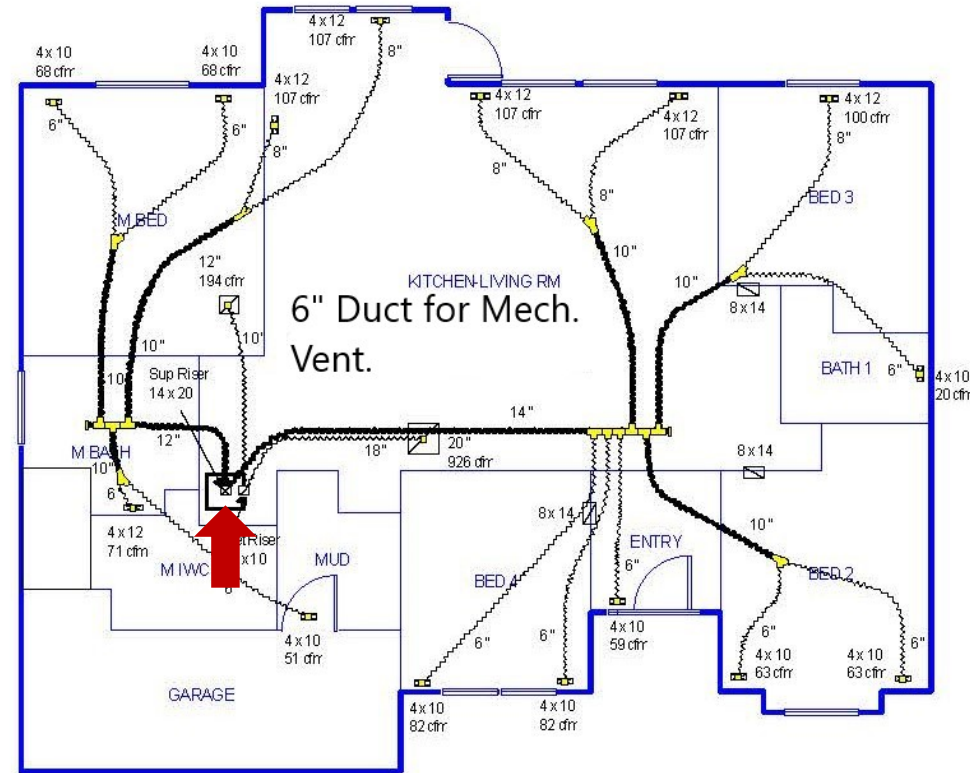 4 x 12
107 cfm
4 x 10
68 cfm
4 x 10
68 cfm
8"
4 x 12
107 cfm
4 x 12
107 cfm
4 x 12
107 cfm
4 x 12
100 cfm
6"
6"
8"
8"
8"
8"
M BED
BED 3
12"
194 cfm
10"
10"
KITCHEN-LIVING RM
6" Duct for Mech.
Vent.
8 x 14
10"
10"
10"
Sup Riser
14 x 20
BATH 1
6"
4 x 10
20 cfm
14"
12"
18"
20"
926 cfm
M BATH
10"
6
8 x 14
8 x 14
4 x 12
71 cfm
Riser
x 10
10"
M WC
MUD
ENTRY
BED 4
BED 2
6"
6"
6"
6"
6"
4 x 10
51 cfm
4 x 10
59 cfm
4 x 10
63 cfm
4 x 10
63 cfm
GARAGE
4 x 10
82 cfm
4 x 10
82 cfm